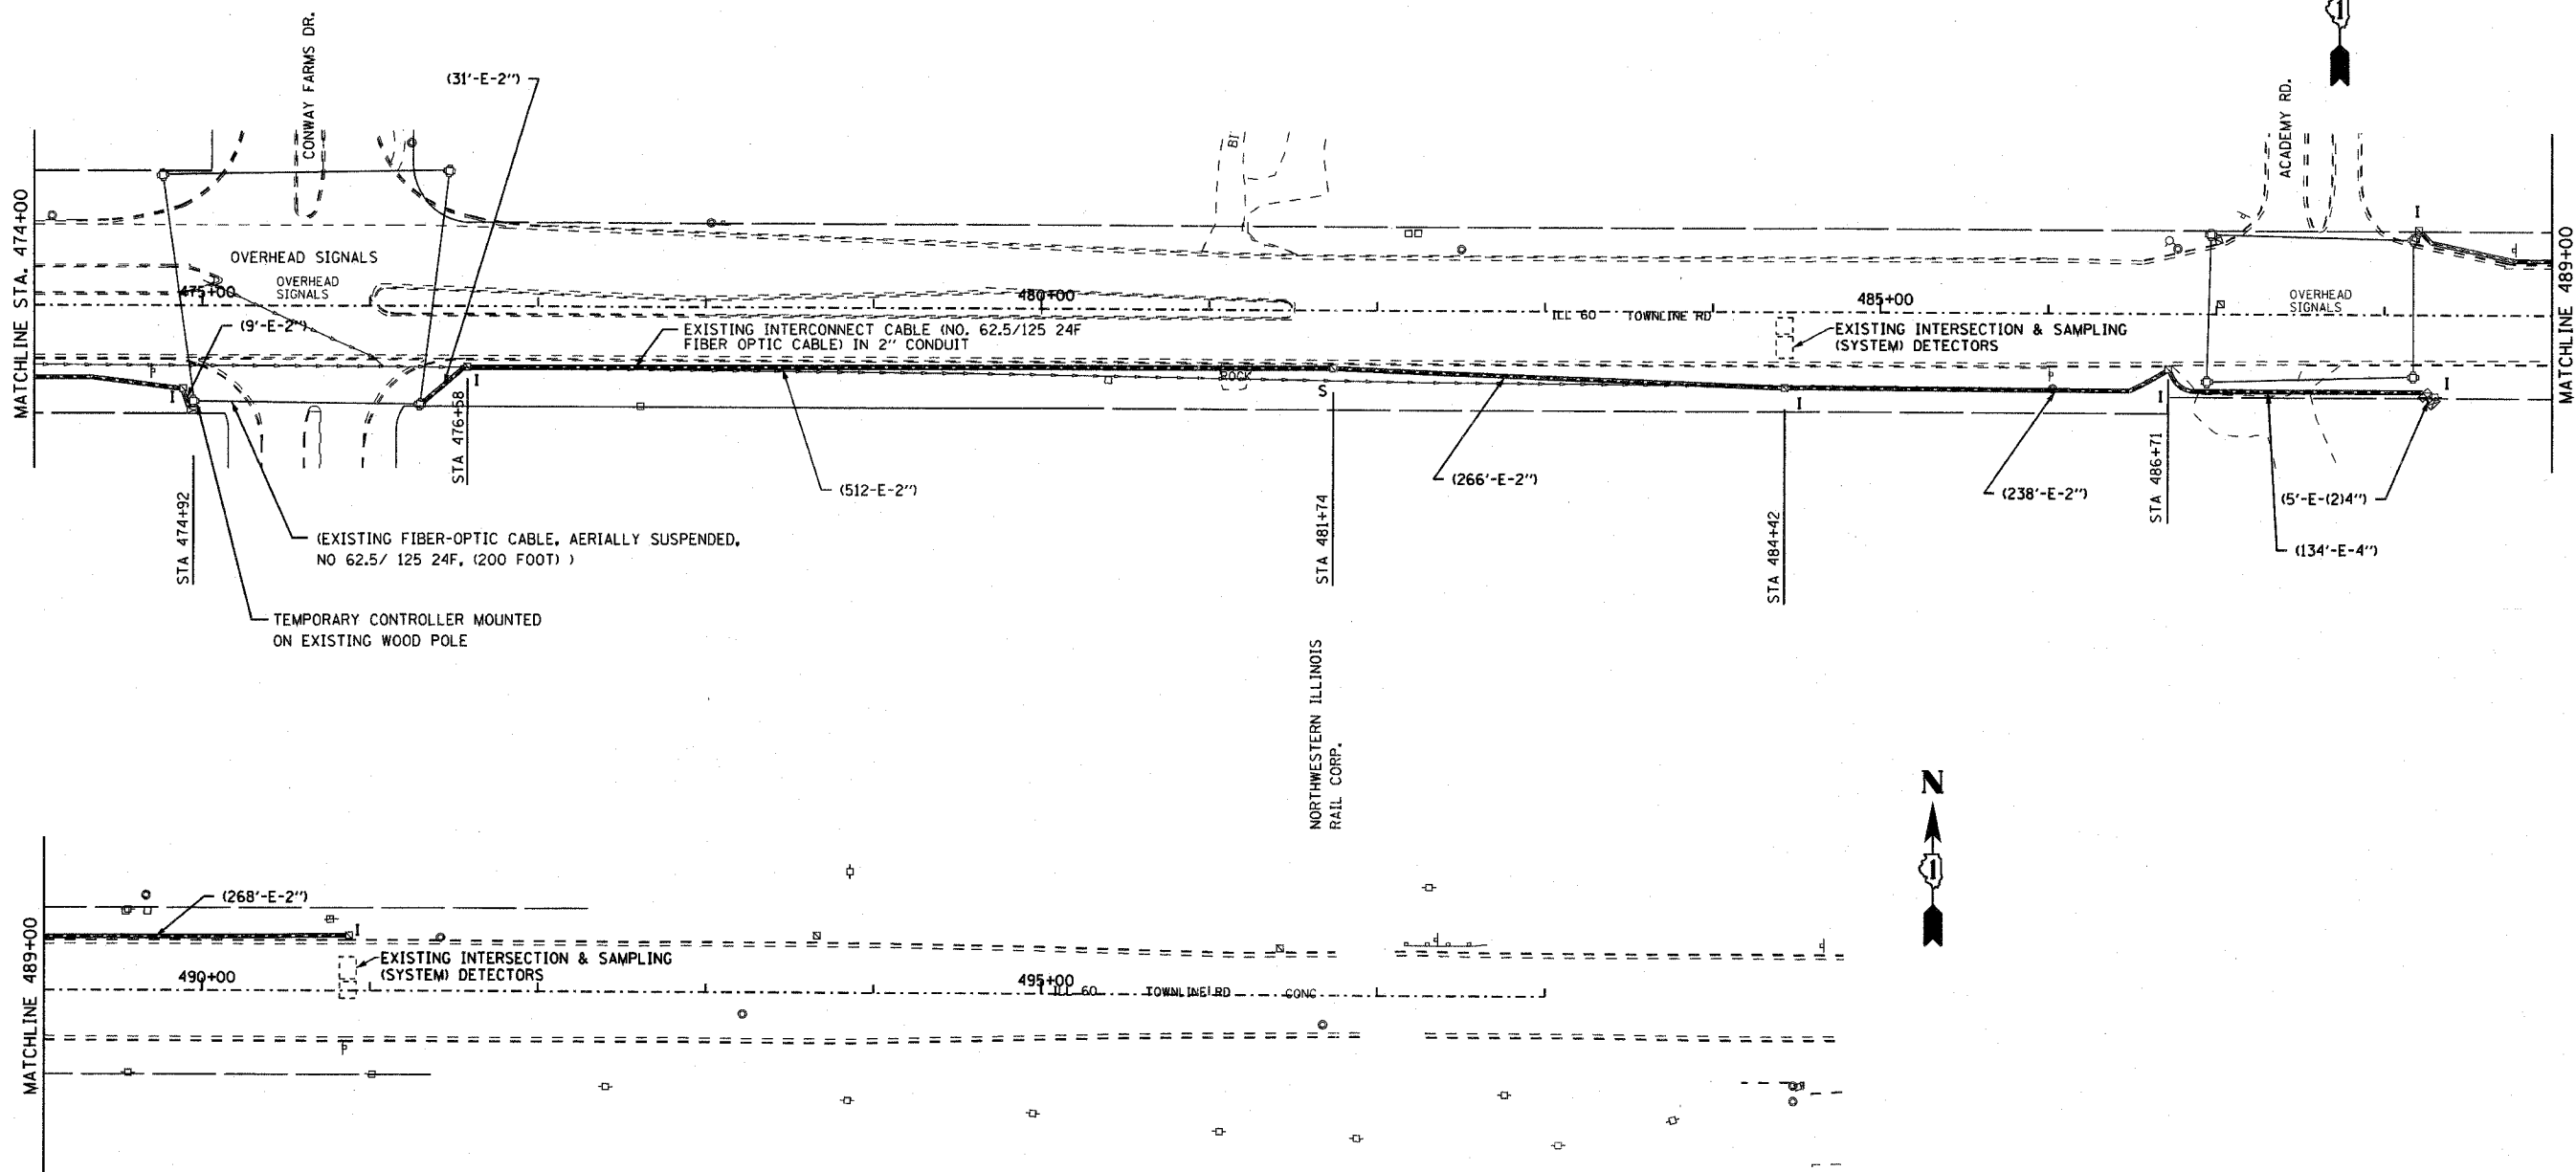 CONWAY FARMS DR.
(31'-E-2")
1
ACADEMY RD.
BI
MATCHLINE STA. 474+00
I
OVERHEAD SIGNALS
OVERHEAD
SIGNALS
475+00
480+00
485+00
OVERHEAD
SIGNALS
MATCHLINE 489+00
(9'-E-2")
EXISTING INTERCONNECT CABLE (NO. 62.5/125 24F
FIBER OPTIC CABLE) IN 2" CONDUIT
ILL 60 TOWNLINE RD
EXISTING INTERSECTION & SAMPLING
(SYSTEM) DETECTORS
ROCK
I
I
S
I
I
I
STA 474+92
STA 476+58
(512-E-2")
STA 481+74
(266'-E-2")
STA 484+42
(238'-E-2")
STA 486+71
(5'-E-(2)4")
(134'-E-4")
(EXISTING FIBER-OPTIC CABLE, AERIALLY SUSPENDED,
NO 62.5/ 125 24F, (200 FOOT) )
TEMPORARY CONTROLLER MOUNTED
ON EXISTING WOOD POLE
NORTHWESTERN ILLINOIS
RAIL CORP.
N
1
MATCHLINE 489+00
(268'-E-2")
I
EXISTING INTERSECTION & SAMPLING
(SYSTEM) DETECTORS
490+00
495+00
ILL 60 TOWNLINE RD CONC